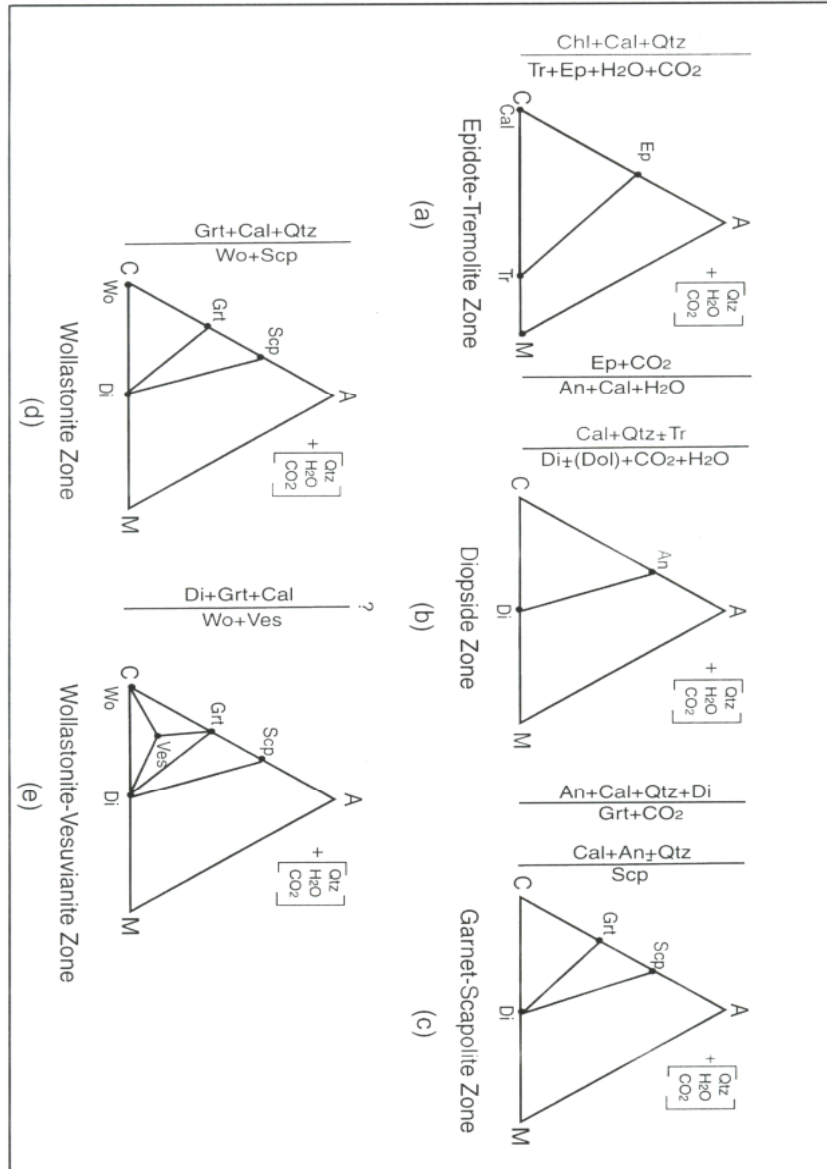 Chl+Cal+Qtz
Tr+Ep+H2O+CO2
C
Cal
Ep
A
Tr
M
+
Qtz
H2O
CO2
Epidote-Tremolite Zone
(a)
Ep+CO2
An+Cal+H2O
Cal+Qtz±Tr
Di±(Dol)+CO2+H2O
C
An
A
Di
M
+
Qtz
H2O
CO2
Diopside Zone
(b)
An+Cal+Qtz+Di
Grt+CO2
Cal+An±Qtz
Scp
C
Grt
Scp
A
Di
M
+
Qtz
H2O
CO2
Garnet-Scapolite Zone
(c)
Grt+Cal+Qtz
Wo+Scp
C
Wo
Grt
Scp
A
Di
M
+
Qtz
H2O
CO2
Wollastonite Zone
(d)
Di+Grt+Cal
Wo+Ves
?
C
Wo
Grt
Ves
Scp
A
Di
M
+
Qtz
H2O
CO2
Wollastonite-Vesuvianite Zone
(e)